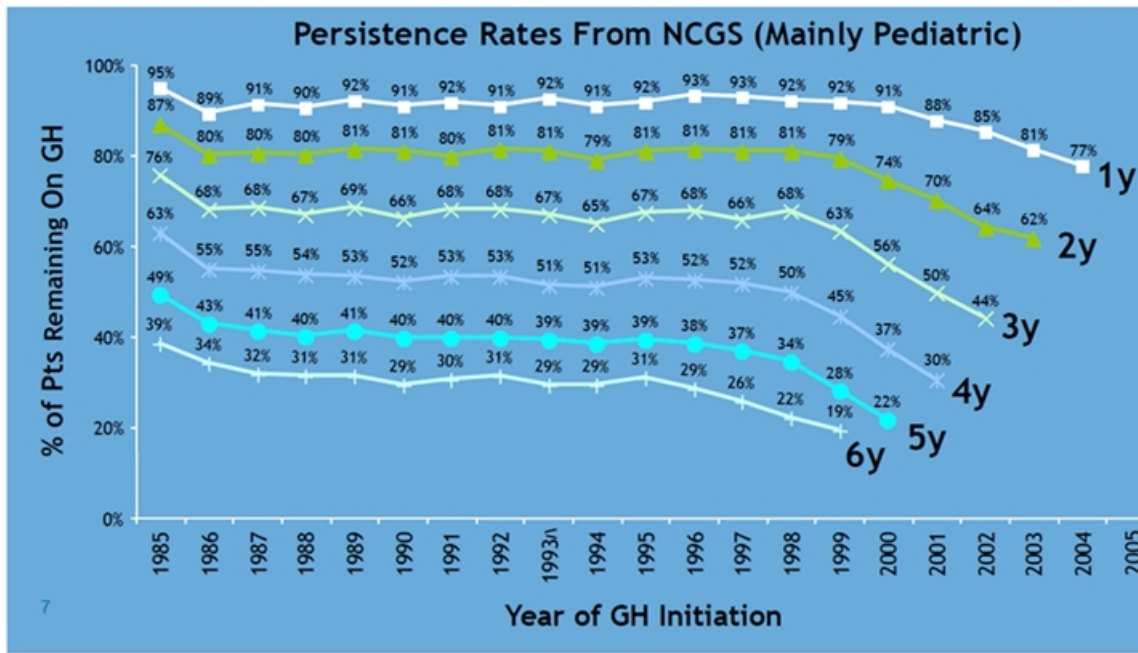 Persistence Rates From NCGS (Mainly Pediatric)
% of Pts Remaining On GH
100%
80%
60%
40%
20%
0%
95% 89% 91% 90% 92% 91% 92% 91% 92% 91% 92% 93% 93% 92% 92% 91% 88% 85% 81% 77%
1y
87% 80% 80% 80% 81% 81% 80% 81% 81% 79% 81% 81% 81% 81% 79% 74% 70% 64% 62%
2y
76% 68% 68% 67% 69% 66% 68% 68% 67% 65% 67% 68% 66% 68% 63% 56% 50% 44%
3y
63% 55% 55% 54% 53% 52% 53% 53% 51% 51% 53% 52% 52% 50% 45% 37% 30%
4y
49% 43% 41% 40% 41% 40% 40% 40% 39% 39% 39% 38% 37% 34% 28% 22%
5y
39% 34% 32% 31% 31% 29% 30% 31% 29% 29% 31% 29% 26% 22% 19%
6y
1985 1986 1987 1988 1989 1990 1991 1992 1993/\ 1994 1995 1996 1997 1998 1999 2000 2001 2002 2003 2004 2005
Year of GH Initiation
7